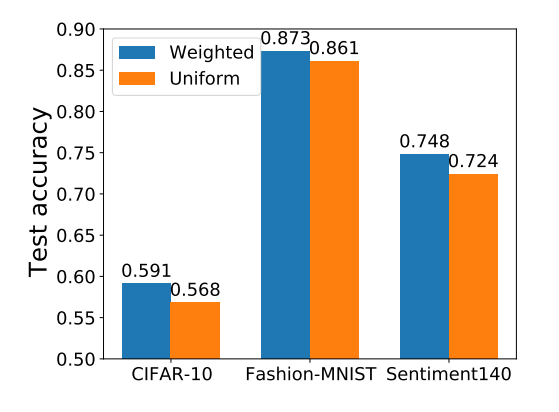 0.90
0.85
0.80
0.75
0.70
0.65
0.60
0.55
0.50
Test accuracy
Weighted
Uniform
0.591
0.568
0.873
0.861
0.748
0.724
CIFAR-10
Fashion-MNIST
Sentiment140